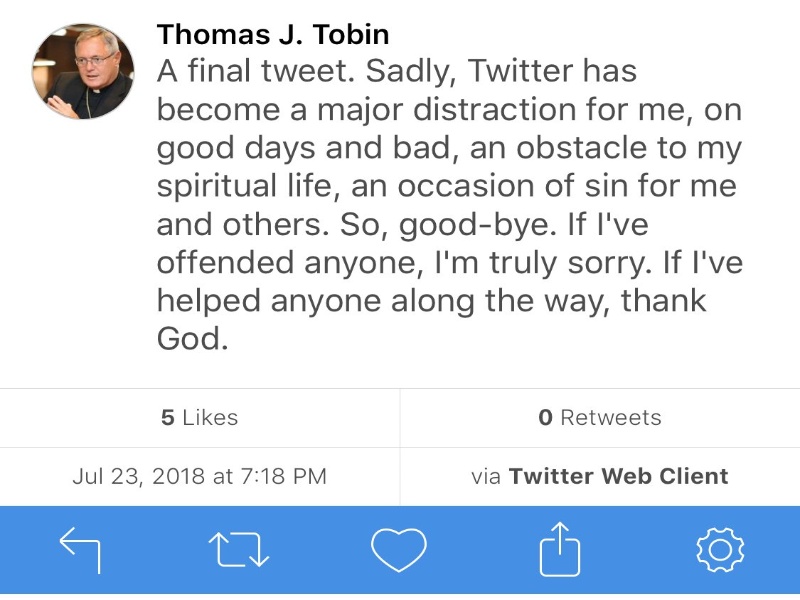 Thomas J. Tobin
A final tweet. Sadly, Twitter has
become a major distraction for me, on
good days and bad, an obstacle to my
spiritual life, an occasion of sin for me
and others. So, good-bye. If I've
offended anyone, I'm truly sorry. If I've
helped anyone along the way, thank
God.
5 Likes
0 Retweets
Jul 23, 2018 at 7:18 PM
via Twitter Web Client